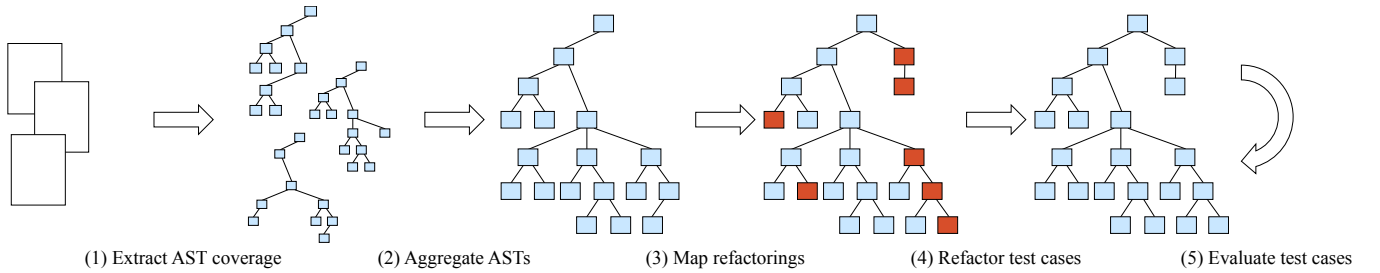 (1) Extract AST coverage
(2) Aggregate ASTs
(3) Map refactorings
(4) Refactor test cases
(5) Evaluate test cases